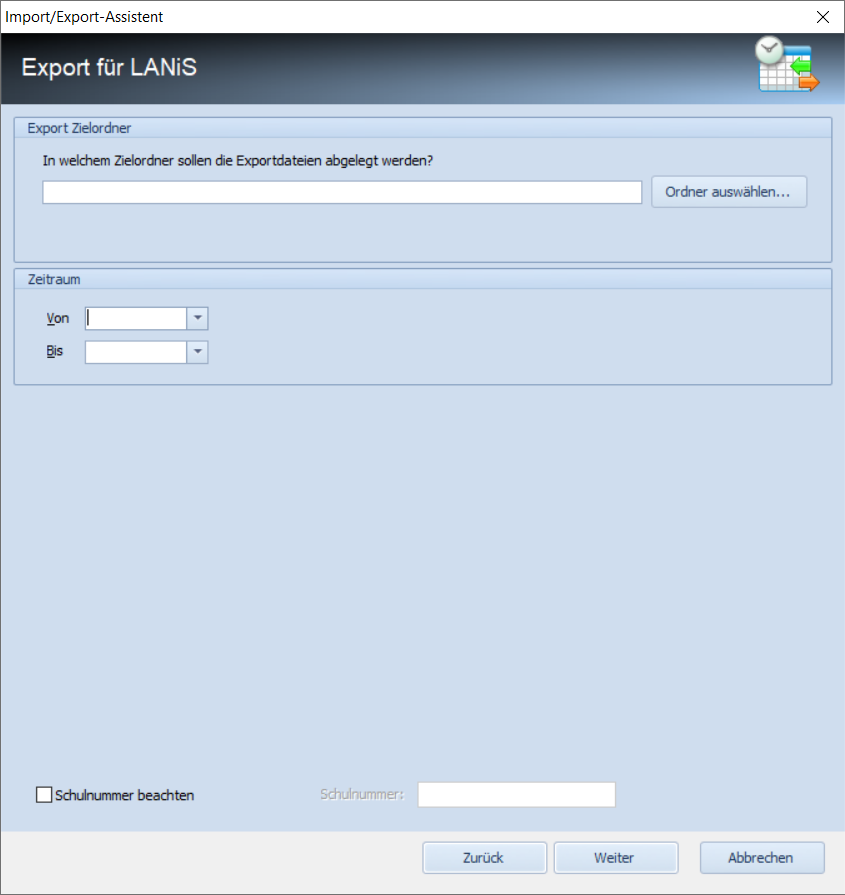 Import/Export-Assistent
Export für LANiS
Export Zielordner
In welchem Zielordner sollen die Exportdateien abgelegt werden?
Ordner auswählen...
Zeitraum
Von
Bis
Schulnummer beachten Schulnummer:
Zurück Weiter Abbrechen